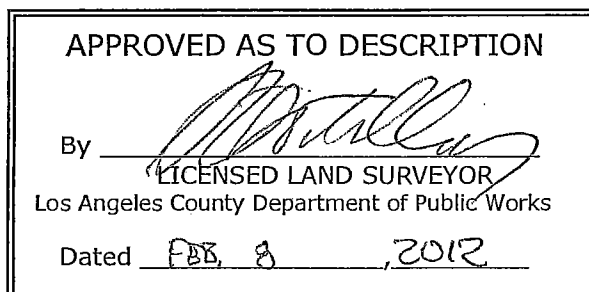 APPROVED AS TO DESCRIPTION
By
LICENSED LAND SURVEYOR
Los Angeles County Department of Public Works
Dated FEB. 8, 2012